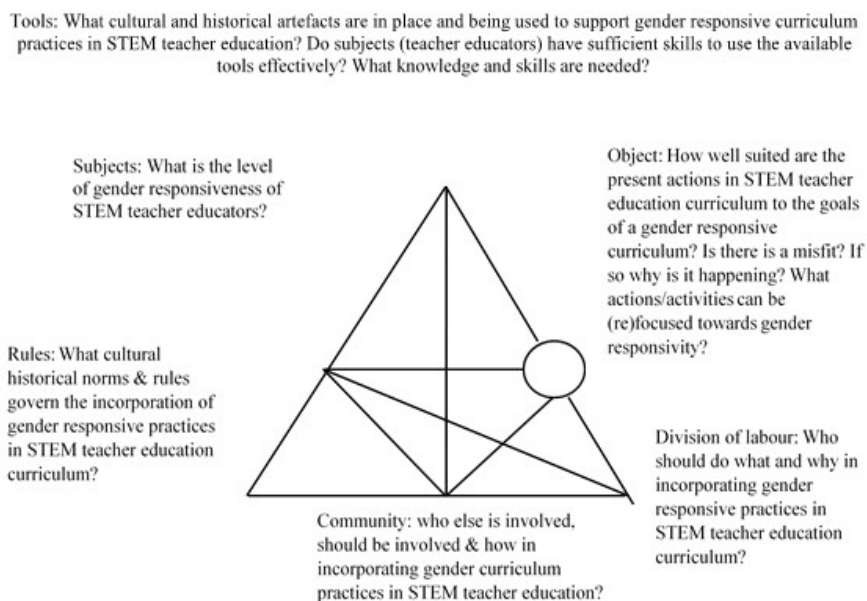 Tools: What cultural and historical artefacts are in place and being used to support gender responsive curriculum
practices in STEM teacher education? Do subjects (teacher educators) have sufficient skills to use the available
tools effectively? What knowledge and skills are needed?
Subjects: What is the level
of gender responsiveness of
STEM teacher educators?
Object: How well suited are the
present actions in STEM teacher
education curriculum to the goals
of a gender responsive
curriculum? Is there is a misfit? If
so why is it happening? What
actions/activities can be
(re)focused towards gender
responsivity?
Rules: What cultural
historical norms & rules
govern the incorporation of
gender responsive practices
in STEM teacher education
curriculum?
Division of labour: Who
should do what and why in
incorporating gender
responsive practices in
STEM teacher education
curriculum?
Community: who else is involved,
should be involved & how in
incorporating gender curriculum
practices in STEM teacher education?